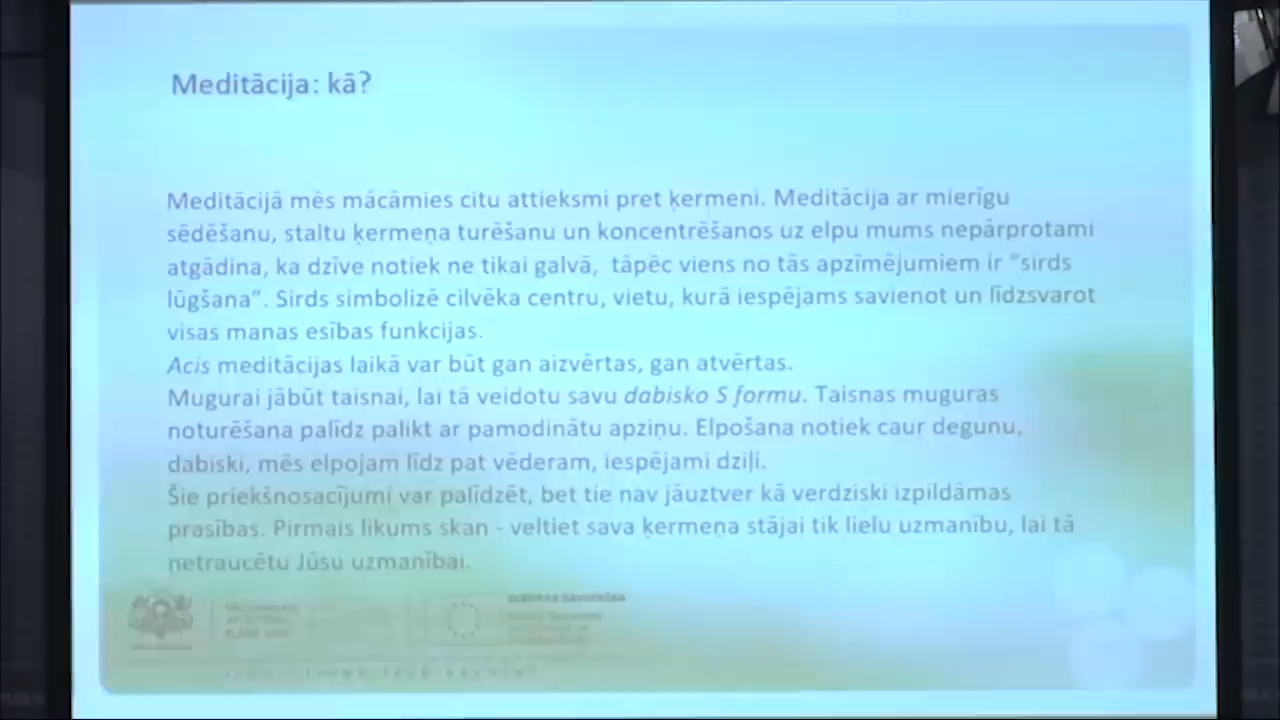 Meditācija: kā?
Meditācijā mēs mācāmies citu attieksmi pret ķermeni. Meditācija ar mierīgu
sēdēšanu, staltu ķermeņa turēšanu un koncentrēšanos uz elpu mums nepārprotami
atgādina, ka dzīve notiek ne tikai galvā, tāpēc viens no tās apzīmējumiem ir "sirds
lūgšana". Sirds simbolizē cilvēka centru, vietu, kurā iespējams savienot un līdzsvarot
visas manas esības funkcijas.
Acis meditācijas laikā var būt gan aizvērtas, gan atvērtas.
Mugurai jābūt taisnai, lai tā veidotu savu dabisko S formu. Taisnas muguras
noturēšana palīdz palikt ar pamodinātu apziņu. Elpošana notiek caur degunu,
dabiski, mēs elpojam līdz pat vēderam, iespējami dziļi.
Šie priekšnosacījumi var palīdzēt, bet tie nav jāuztver kā verdziski izpildāmas
prasības. Pirmais likums skan - veltiet sava ķermeņa stājai tik lielu uzmanību, lai tā
netraucētu Jūsu uzmanībai.
EIROPAS SAVIENĪBA